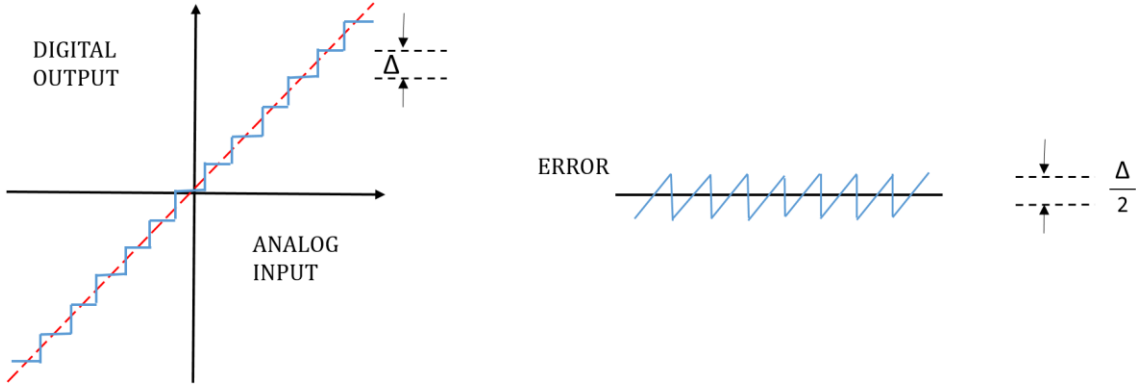 DIGITAL
OUTPUT
Δ
ANALOG
INPUT
ERROR
Δ
2